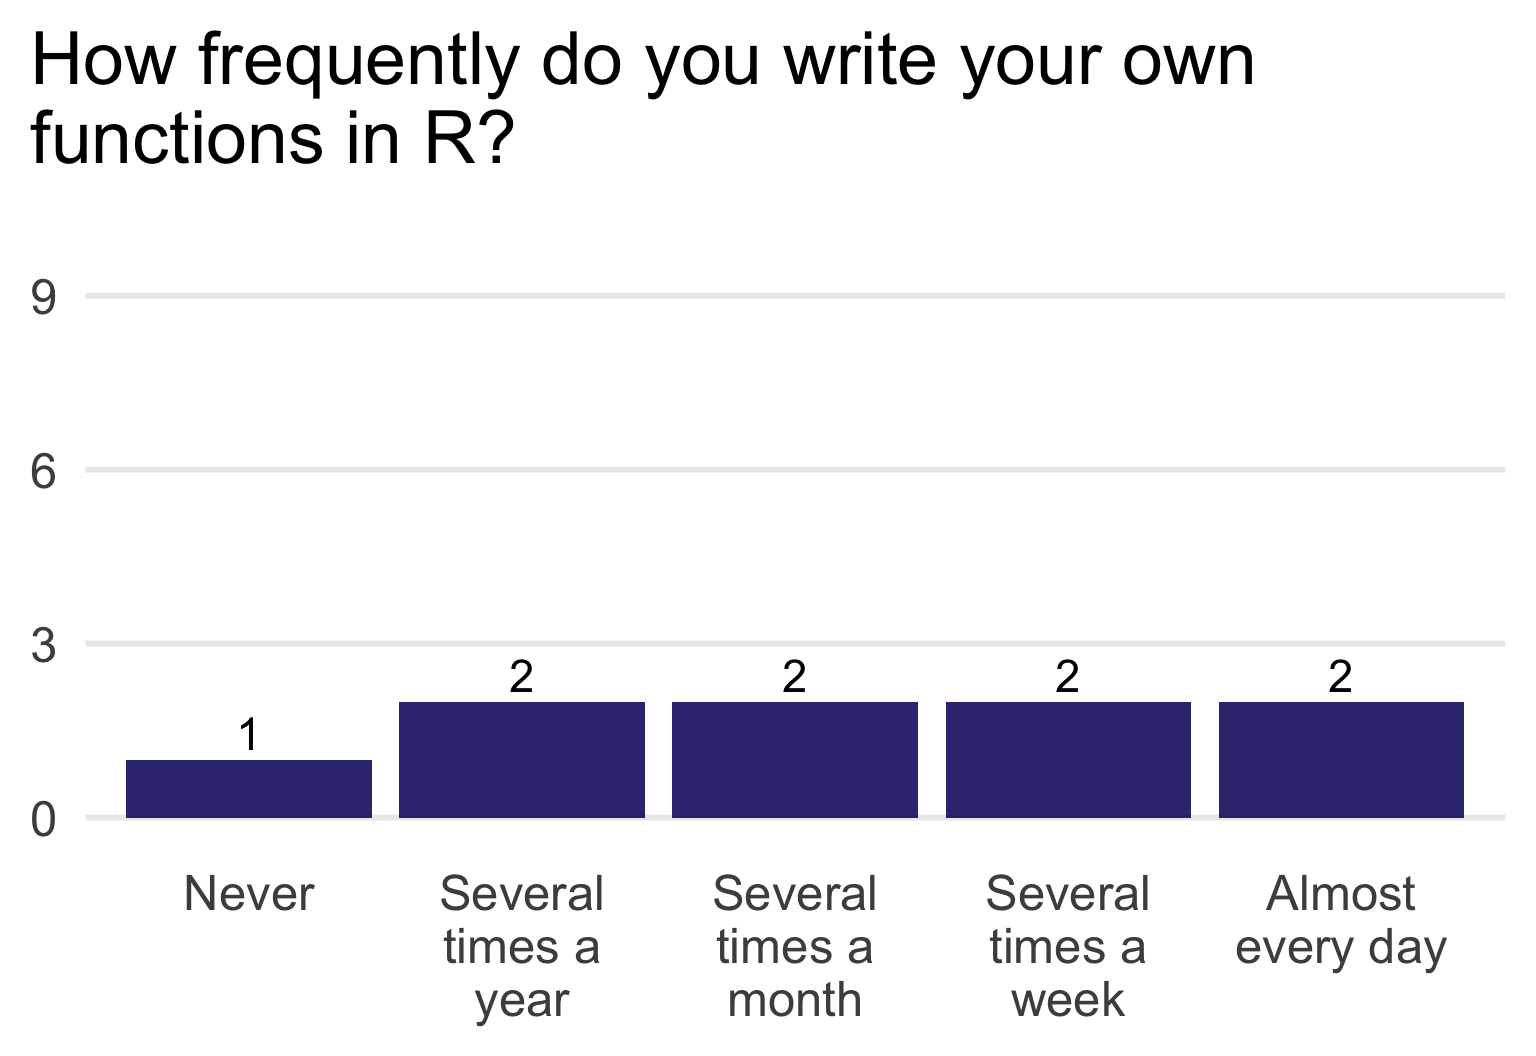 How frequently do you write your own
functions in R?
9
6
3
0
1
2
2
2
2
Never
Several
times a
year
Several
times a
month
Several
times a
week
Almost
every day